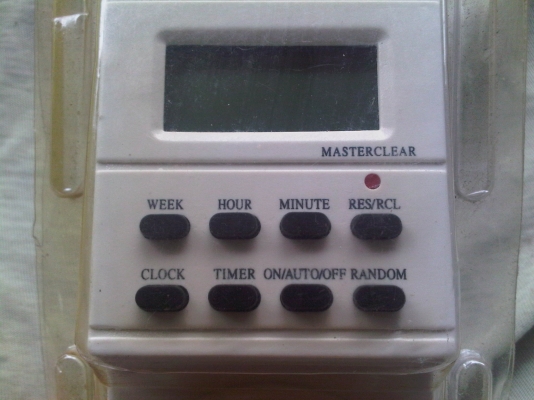 MASTERCLEAR
WEEK HOUR MINUTE RES/RCL
CLOCK TIMER ON/AUTO/OFF RANDOM